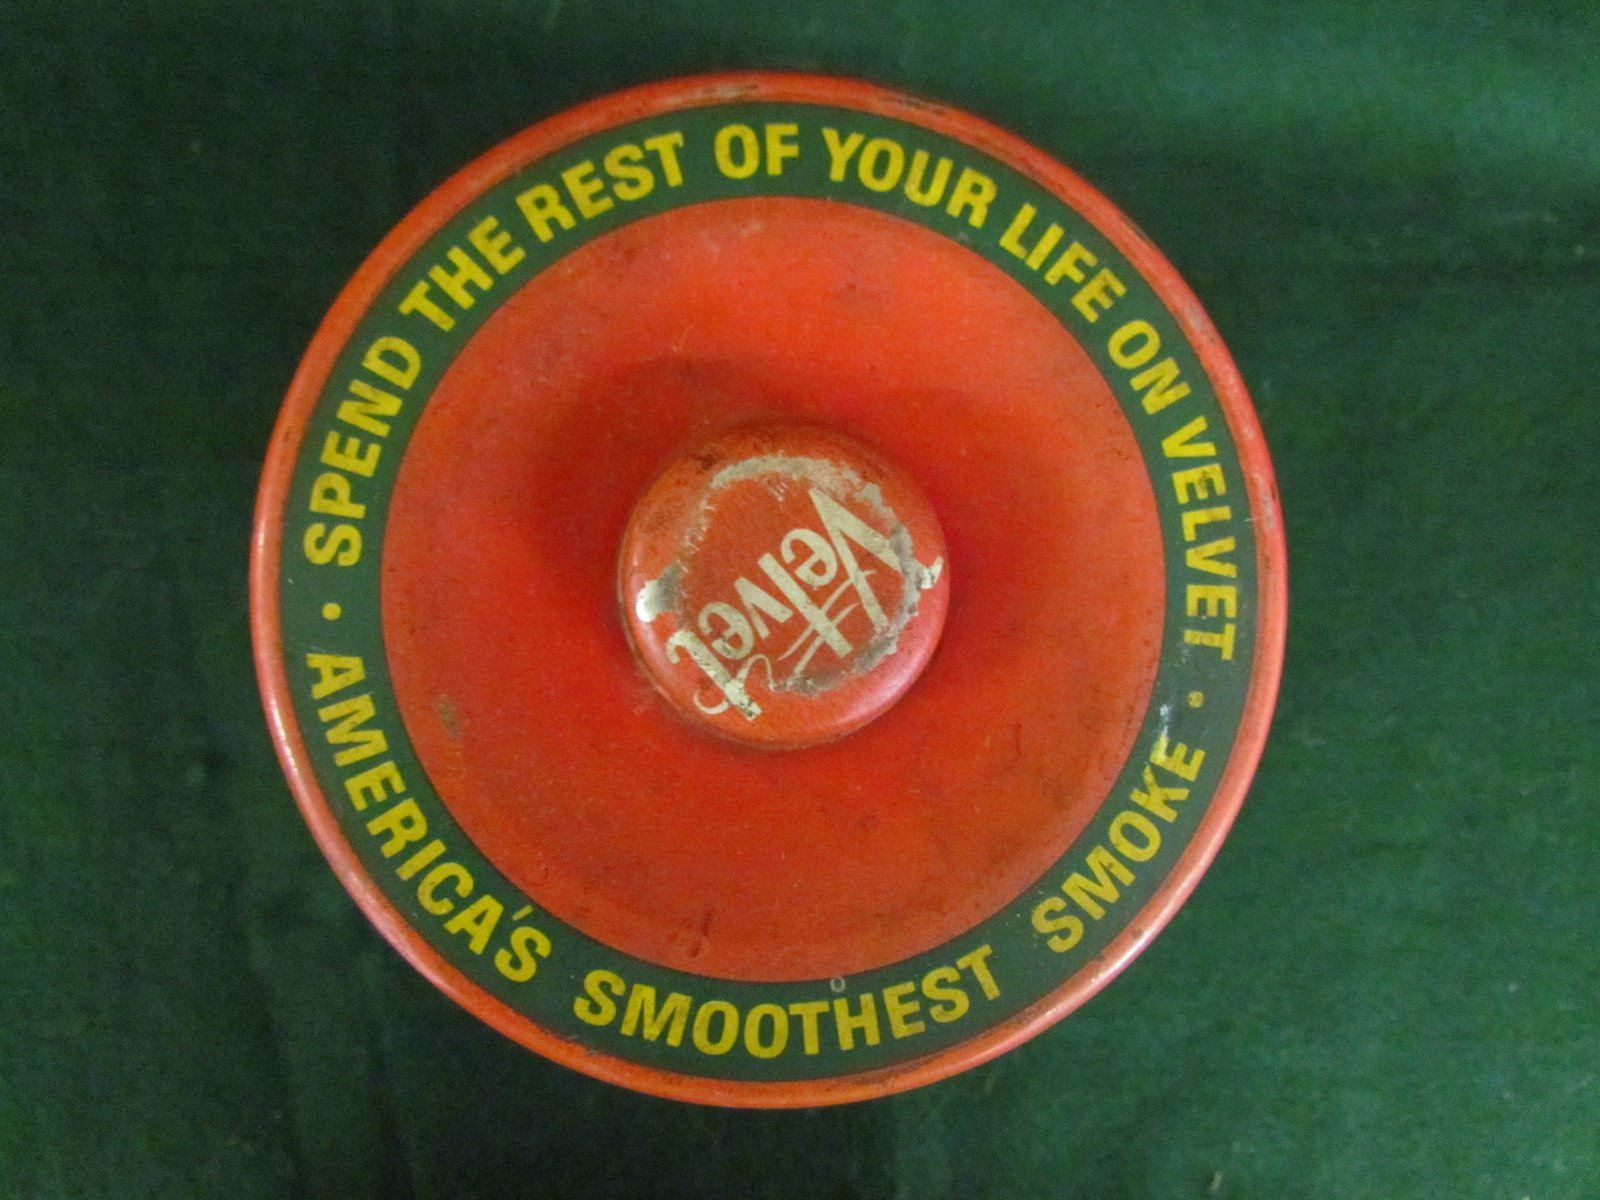 SPEND THE REST OF YOUR LIFE ON VELVET •
AMERICA'S SMOOTHEST SMOKE •
Velvet